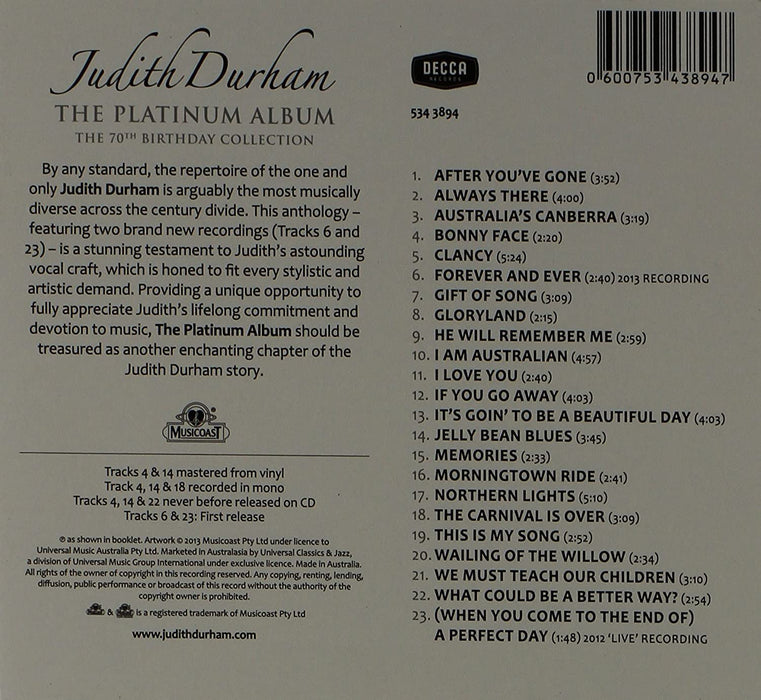 Judith Durham
THE PLATINUM ALBUM
THE 70TH BIRTHDAY COLLECTION
By any standard, the repertoire of the one and
only Judith Durham is arguably the most musically
diverse across the century divide. This anthology –
featuring two brand new recordings (Tracks 6 and
23) – is a stunning testament to Judith's astounding
vocal craft, which is honed to fit every stylistic and
artistic demand. Providing a unique opportunity to
fully appreciate Judith's lifelong commitment and
devotion to music, The Platinum Album should be
treasured as another enchanting chapter of the
Judith Durham story.
MUSICOAST
Tracks 4 & 14 mastered from vinyl
Track 4, 14 & 18 recorded in mono
Tracks 4, 14 & 22 never before released on CD
Tracks 6 & 23: First release
℗ as shown in booklet. Artwork © 2013 Musicoast Pty Ltd under licence to
Universal Music Australia Pty Ltd. Marketed in Australasia by Universal Classics & Jazz,
a division of Universal Music Group International under exclusive licence. Made in Australia.
All rights of the owner of copyright in this recording reserved. Any copying, renting, lending,
diffusion, public performance or broadcast of this record without the authority of the
copyright owner is prohibited.
& is a registered trademark of Musicoast Pty Ltd
www.judithdurham.com
DECCA
RECORDS
534 3894
0 600753 438947
1. AFTER YOU'VE GONE (3:52)
2. ALWAYS THERE (4:00)
3. AUSTRALIA'S CANBERRA (3:19)
4. BONNY FACE (2:20)
5. CLANCY (5:24)
6. FOREVER AND EVER (2:40) 2013 RECORDING
7. GIFT OF SONG (3:09)
8. GLORYLAND (2:15)
9. HE WILL REMEMBER ME (2:59)
10. I AM AUSTRALIAN (4:57)
11. I LOVE YOU (2:40)
12. IF YOU GO AWAY (4:03)
13. IT'S GOIN' TO BE A BEAUTIFUL DAY (4:03)
14. JELLY BEAN BLUES (3:45)
15. MEMORIES (2:33)
16. MORNINGTOWN RIDE (2:41)
17. NORTHERN LIGHTS (5:10)
18. THE CARNIVAL IS OVER (3:09)
19. THIS IS MY SONG (2:52)
20. WAILING OF THE WILLOW (2:34)
21. WE MUST TEACH OUR CHILDREN (3:10)
22. WHAT COULD BE A BETTER WAY? (2:54)
23. (WHEN YOU COME TO THE END OF)
A PERFECT DAY (1:48) 2012 'LIVE' RECORDING